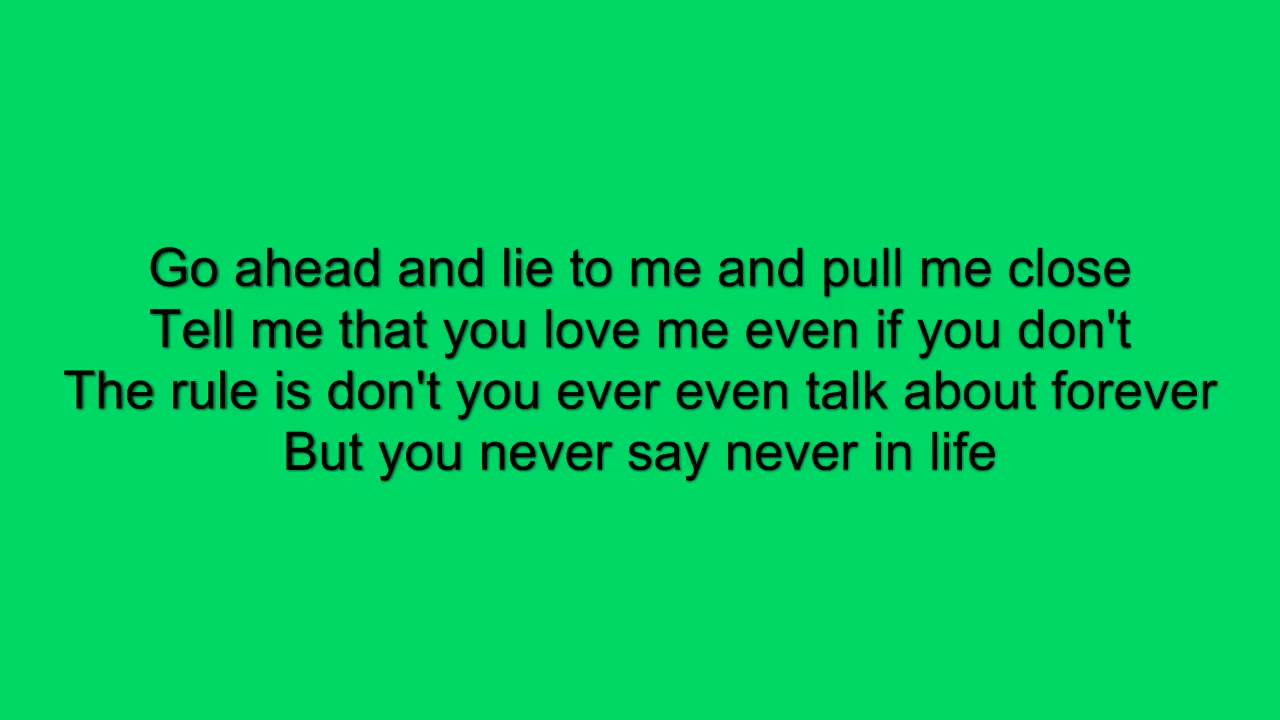 Go ahead and lie to me and pull me close
Tell me that you love me even if you don't
The rule is don't you ever even talk about forever
But you never say never in life